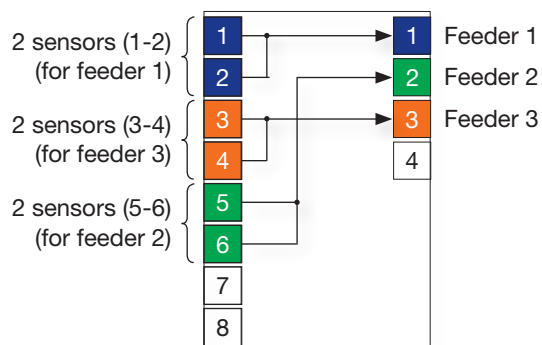 2 sensors (1-2)
(for feeder 1)
2 sensors (3-4)
(for feeder 3)
2 sensors (5-6)
(for feeder 2)
1
2
3
4
5
6
7
8
1 Feeder 1
2 Feeder 2
3 Feeder 3
4